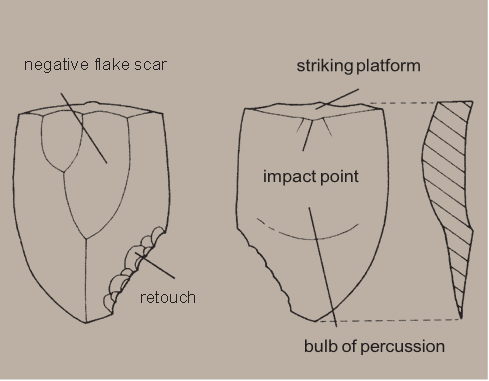 negative flake scar
striking platform
impact point
retouch
bulb of percussion